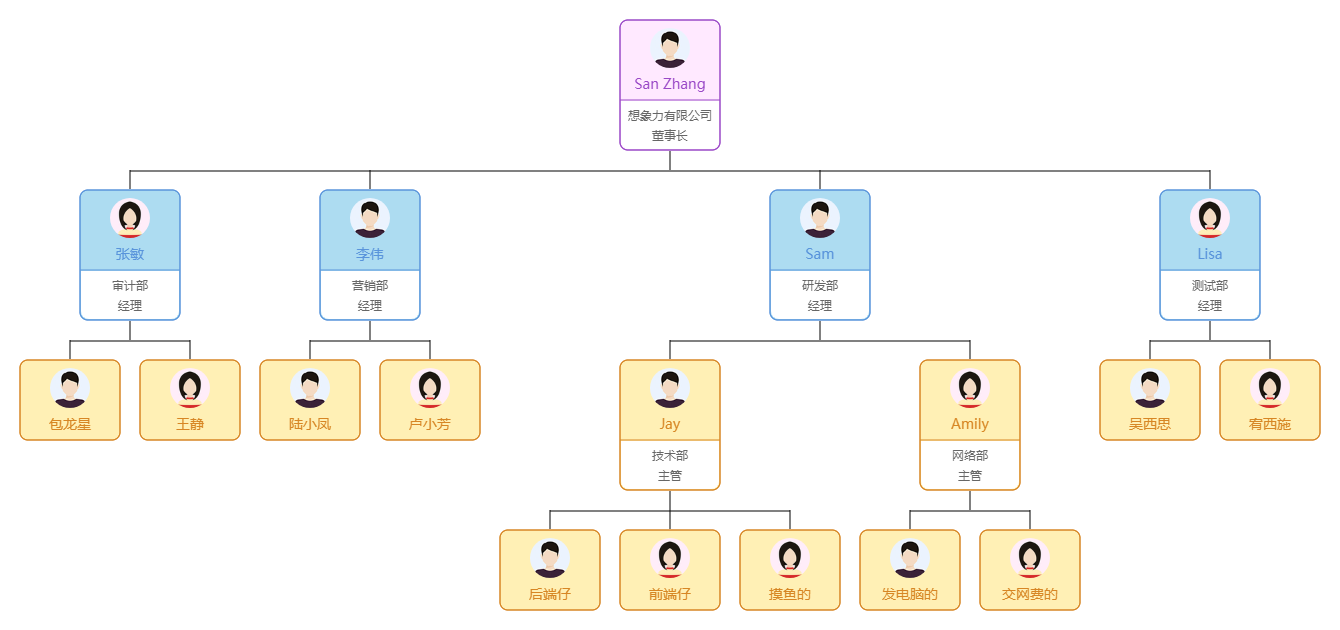 San Zhang
想象力有限公司
董事长
张敏
审计部
经理
李伟
营销部
经理
Sam
研发部
经理
Lisa
测试部
经理
包龙星
王静
陆小凤
卢小芳
Jay
技术部
主管
Amily
网络部
主管
吴西思
宥西施
后端仔
前端仔
摸鱼的
发电脑的
交网费的